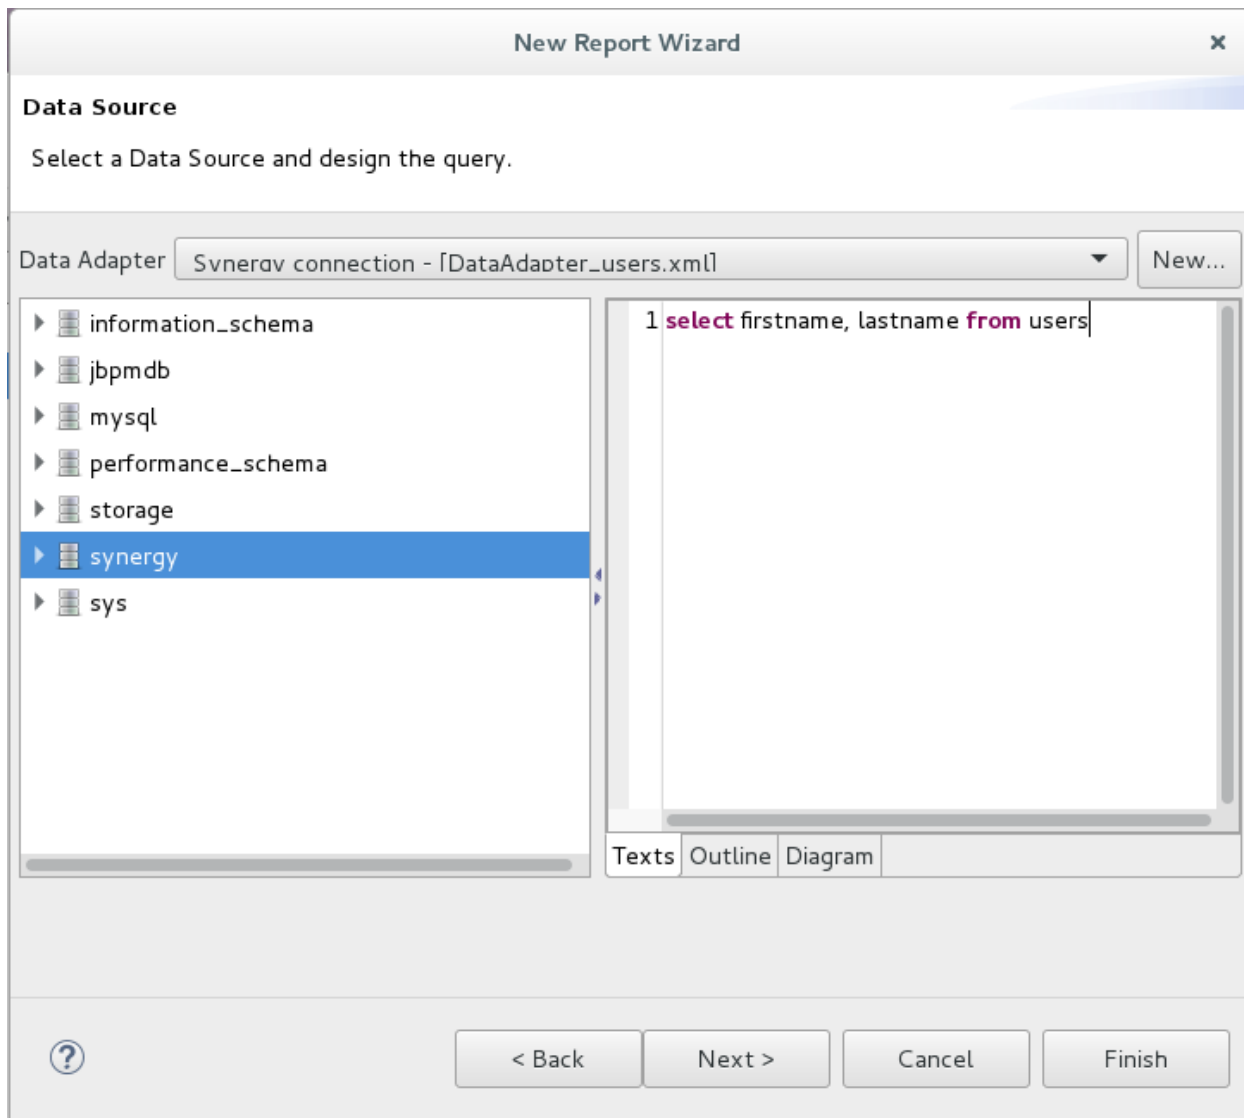 New Report Wizard
Data Source
Select a Data Source and design the query.
Data Adapter
Synergy connection - [DataAdapter_users.xml]
New...
information_schema
jbpmdb
mysql
performance_schema
storage
synergy
sys
1 select firstname, lastname from users
Texts Outline Diagram
?
< Back Next > Cancel Finish